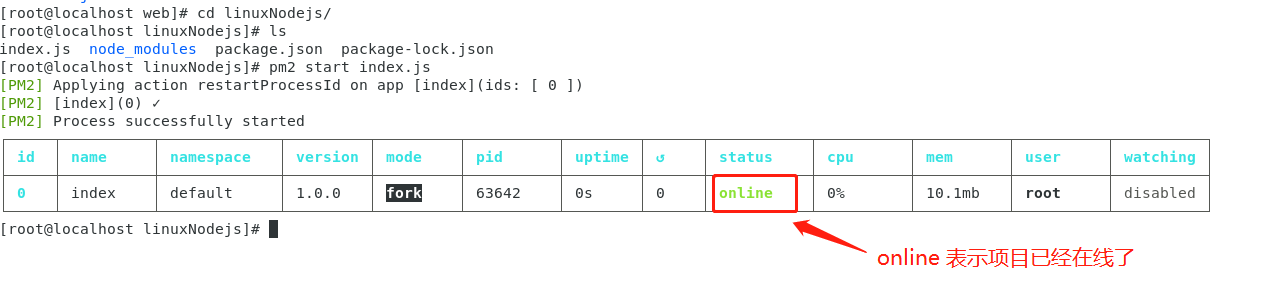 [root@localhost web]# cd linuxNodejs/
[root@localhost linuxNodejs]# ls
index.js  node_modules  package.json  package-lock.json
[root@localhost linuxNodejs]# pm2 start index.js
[PM2] Applying action restartProcessId on app [index](ids: [ 0 ])
[PM2] [index](0) ✓
[PM2] Process successfully started
id name namespace version mode pid uptime ↺ status cpu mem user watching
0 index default 1.0.0 fork 63642 0s 0 online 0% 10.1mb root disabled
[root@localhost linuxNodejs]#
online 表示项目已经在线了